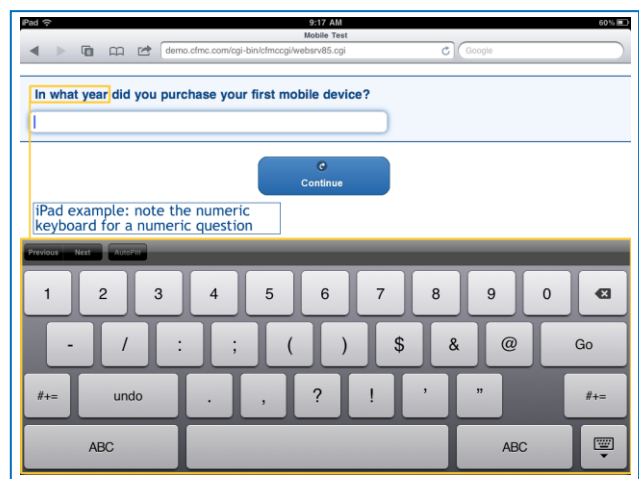 iPad 9:17 AM 60%
Mobile Test
demo.cfmc.com/cgi-bin/cfmccgi/websrv85.cgi Google
In what year did you purchase your first mobile device?
Continue
iPad example: note the numeric
keyboard for a numeric question
Previous Next AutoFill
1 2 3 4 5 6 7 8 9 0
- / : ; ( ) $ & @ Go
#+= undo . , ? ! ' " #+=
ABC ABC